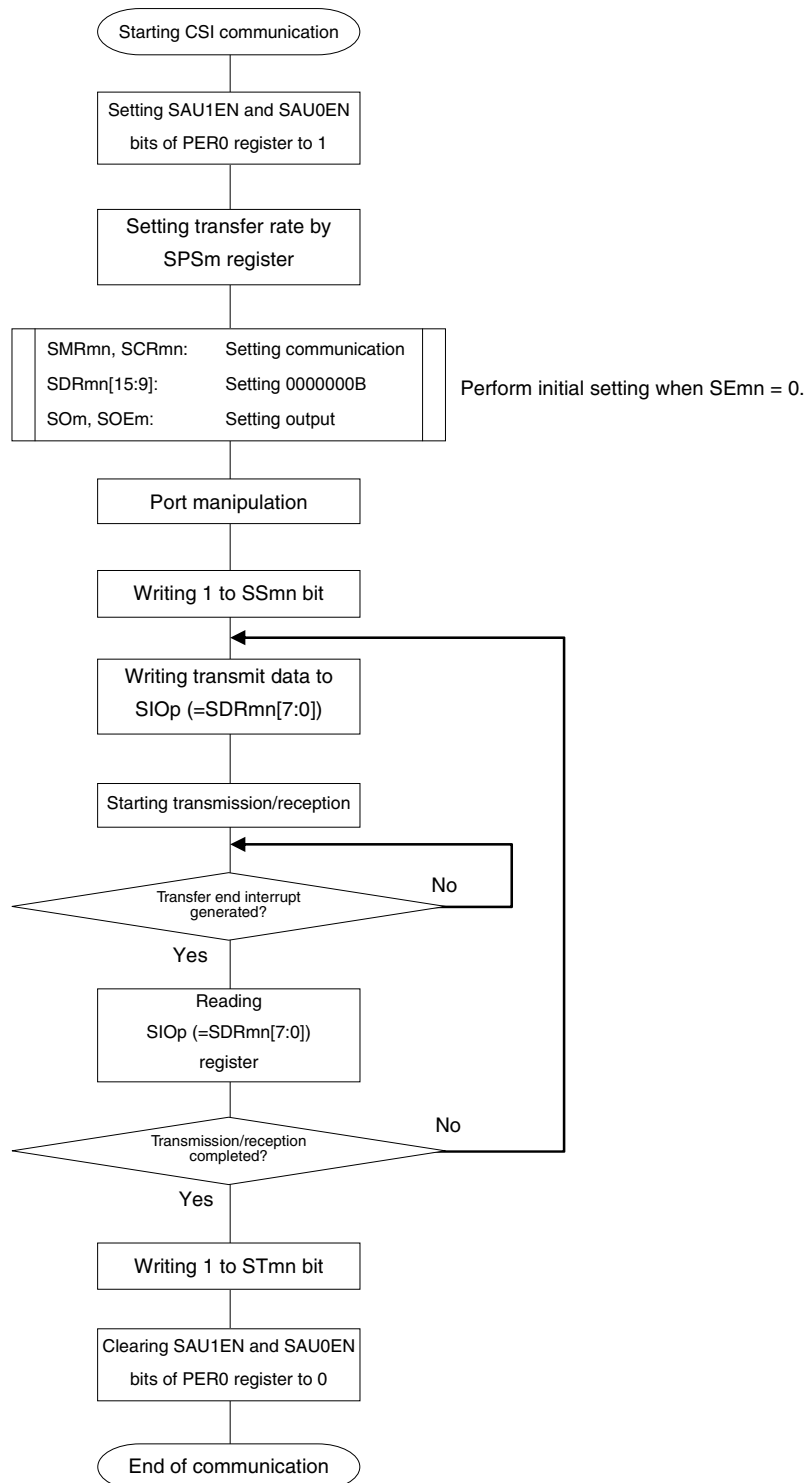 Starting CSI communication
Setting SAU1EN and SAU0EN
bits of PER0 register to 1
Setting transfer rate by
SPSm register
SMRmn, SCRmn: Setting communication
SDRmn[15:9]: Setting 0000000B
SOm, SOEm: Setting output
Perform initial setting when SEmn = 0.
Port manipulation
Writing 1 to SSmn bit
Writing transmit data to
SIOp (=SDRmn[7:0])
Starting transmission/reception
Transfer end interrupt
generated?
No
Yes
Reading
SIOp (=SDRmn[7:0])
register
Transmission/reception
completed?
No
Yes
Writing 1 to STmn bit
Clearing SAU1EN and SAU0EN
bits of PER0 register to 0
End of communication